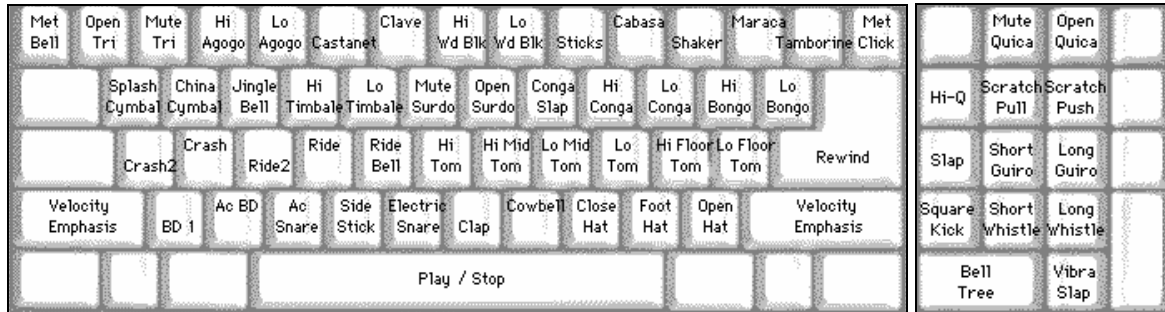 Met
Bell
Open
Tri
Mute
Tri
Hi
Agogo
Lo
Agogo
Castanet
Clave
Hi
Wd Blk
Lo
Wd Blk
Sticks
Cabasa
Shaker
Maraca
Tamborine
Met
Click
Splash
Cymbal
China
Cymbal
Jingle
Bell
Hi
Timbale
Lo
Timbale
Mute
Surdo
Open
Surdo
Conga
Slap
Hi
Conga
Lo
Conga
Hi
Bongo
Lo
Bongo
Crash2
Crash
Ride2
Ride
Ride
Bell
Hi
Tom
Hi Mid
Tom
Lo Mid
Tom
Lo
Tom
Hi Floor
Tom
Lo Floor
Tom
Rewind
Velocity
Emphasis
BD 1
Ac BD
Ac
Snare
Side
Stick
Electric
Snare
Clap
Cowbell
Close
Hat
Foot
Hat
Open
Hat
Velocity
Emphasis
Play / Stop
Mute
Quica
Open
Quica
Hi-Q
Scratch
Pull
Scratch
Push
Slap
Short
Guiro
Long
Guiro
Square
Kick
Short
Whistle
Long
Whistle
Bell
Tree
Vibra
Slap